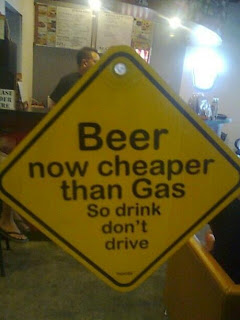 Beer
now cheaper
than Gas
So drink
don't
drive